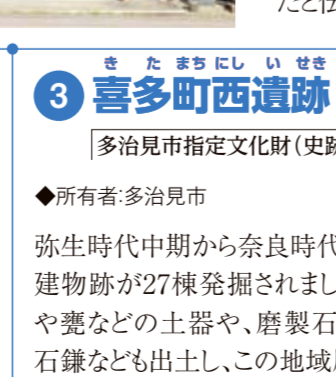 たと伝
き た まち にし い せき
3 喜多町西遺跡
多治見市指定文化財(史跡
◆所有者:多治見市
弥生時代中期から奈良時代
建物跡が27棟発掘されまし
や甕などの土器や、磨製石
石鎌なども出土し、この地域